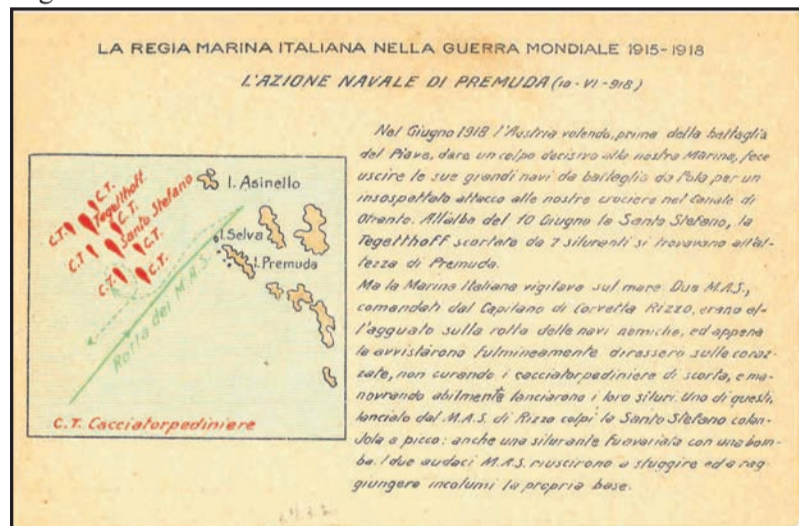 LA REGIA MARINA ITALIANA NELLA GUERRA MONDIALE 1915-1918
L'AZIONE NAVALE DI PREMUDA (10-VI-918)
Nel Giugno 1918 l'Austria volendo, prima della battaglia
del Piave, dare un colpo decisivo alla nostra Marina, fece
uscire le sue grandi navi da battaglia da Pola per un
insospettato attacco alle nostre crociere nel Canale di
Otranto. All'alba del 10 Giugno la Santo Stefano, la
Tegetthoff scortate da 7 siluranti si trovavano all'al-
tezza di Premuda.
Ma la Marina Italiana vigilava sul mare. Due M.A.S.,
comandati dal Capitano di Corvetta Rizzo, erano al-
l'agguato sulla rotta delle navi nemiche, ed appena
le avvistarono fulmineamente diressero sulle coraz-
zate, non curando i cacciatorpediniere di scorta, e ma-
novrando abilmente lanciarono i loro siluri. Uno di questi,
lanciato dal M.A.S. di Rizzo colpì la Santo Stefano colan-
dola a picco: anche una silurante fu avariata con una bom-
ba. I due audaci M.A.S. riuscirono a sfuggire ed a rag-
giungere incolumi la propria base.
C.T.
Tegetthoff
C.T.
C.T.
Santo Stefano
C.T.
C.T.
C.T.
C.T.
I. Asinello
I. Selva
I. Premuda
Rotta dei M.A.S.
C.T. Cacciatorpediniere